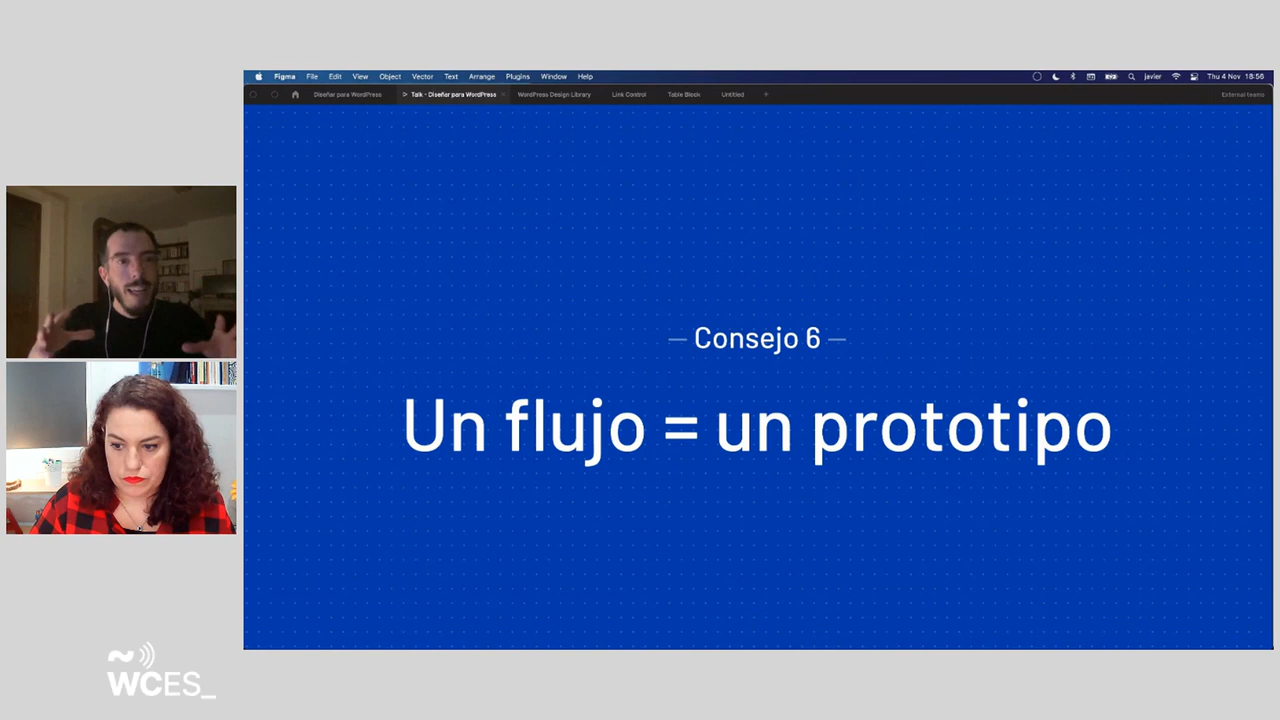 Figma File Edit View Object Vector Text Arrange Plugins Window Help javier Thu 4 Nov 18:56
Diseñar para WordPress Talk - Diseñar para WordPress WordPress Design Library Link Control Table Block Untitled + External teams
— Consejo 6 —
Un flujo = un prototipo
~
WCES_